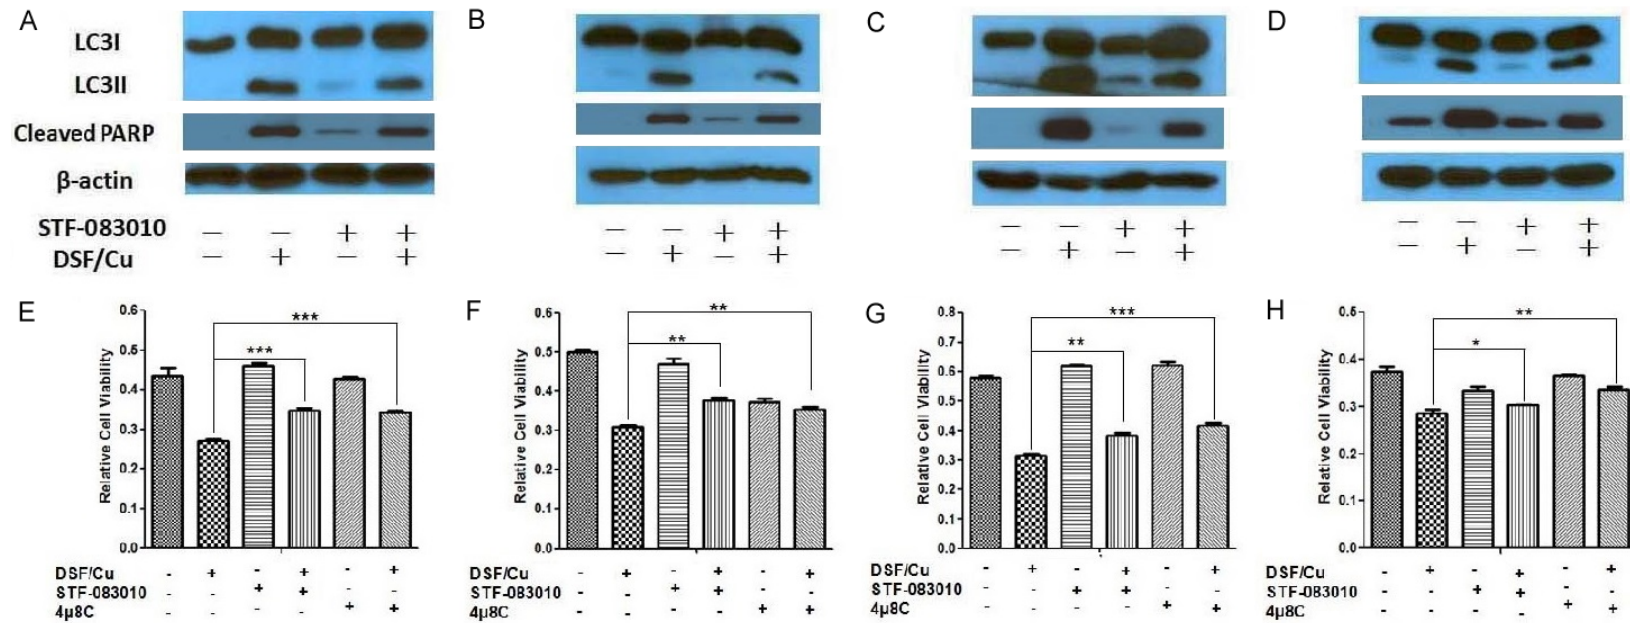 A
B
C
D
LC3I
LC3II
Cleaved PARP
β-actin
STF-083010 − − + + − − + + − − + + − − + +
DSF/Cu − + − + − + − + − + − + − + − +
E
F
G
H
Relative Cell Viability
0.6
0.5
0.4
0.3
0.2
0.1
0.0
***
***
Relative Cell Viability
0.6
0.5
0.4
0.3
0.2
0.1
0.0
**
**
Relative Cell Viability
0.8
0.7
0.6
0.5
0.4
0.3
0.2
0.1
0.0
***
**
Relative Cell Viability
0.5
0.4
0.3
0.2
0.1
0.0
**
*
DSF/Cu - + - + - +
STF-083010 - - + + - -
4μ8C - - - - + +
DSF/Cu - + - + - +
STF-083010 - - + + - -
4μ8C - - - - + +
DSF/Cu - + - + - +
STF-083010 - - + + - -
4μ8C - - - - + +
DSF/Cu - + - + - +
STF-083010 - - + + - -
4μ8C - - - - + +